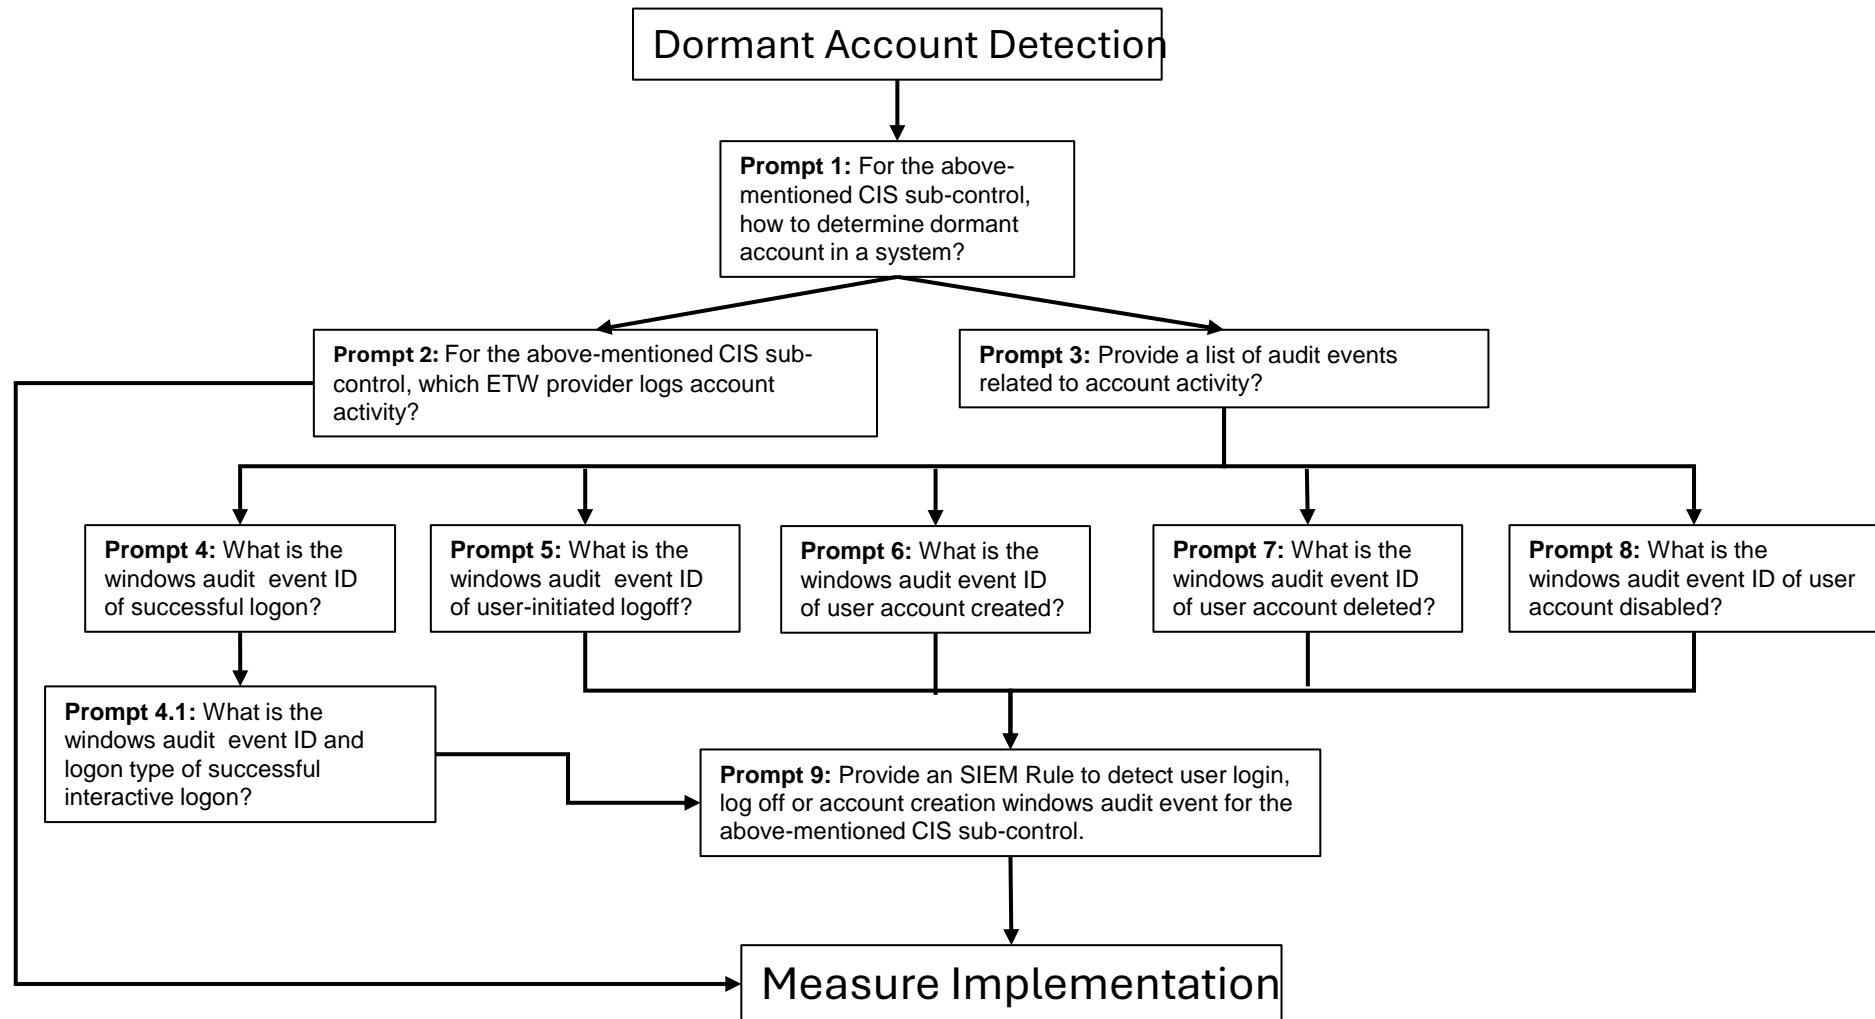 Dormant Account Detection
Prompt 1: For the above-
mentioned CIS sub-control,
how to determine dormant
account in a system?
Prompt 2: For the above-mentioned CIS sub-
control, which ETW provider logs account
activity?
Prompt 3: Provide a list of audit events
related to account activity?
Prompt 4: What is the
windows audit  event ID
of successful logon?
Prompt 5: What is the
windows audit  event ID
of user-initiated logoff?
Prompt 6: What is the
windows audit event ID
of user account created?
Prompt 7: What is the
windows audit event ID
of user account deleted?
Prompt 8: What is the
windows audit event ID of user
account disabled?
Prompt 4.1: What is the
windows audit  event ID and
logon type of successful
interactive logon?
Prompt 9: Provide an SIEM Rule to detect user login,
log off or account creation windows audit event for the
above-mentioned CIS sub-control.
Measure Implementation